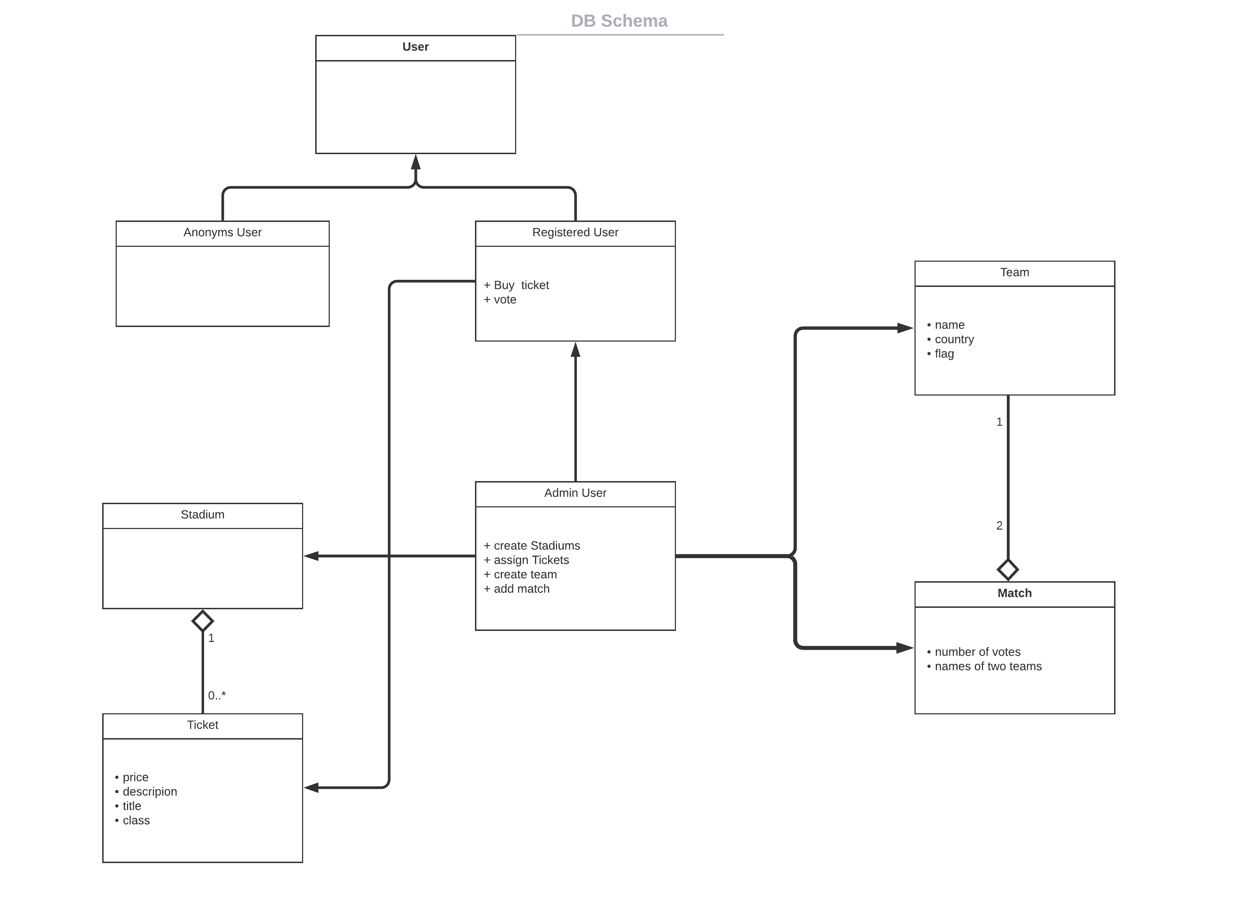 DB Schema
User
Anonyms User
Registered User
+ Buy  ticket
+ vote
Team
• name
• country
• flag
1
2
Admin User
+ create Stadiums
+ assign Tickets
+ create team
+ add match
Stadium
1
0..*
Match
• number of votes
• names of two teams
Ticket
• price
• descripion
• title
• class